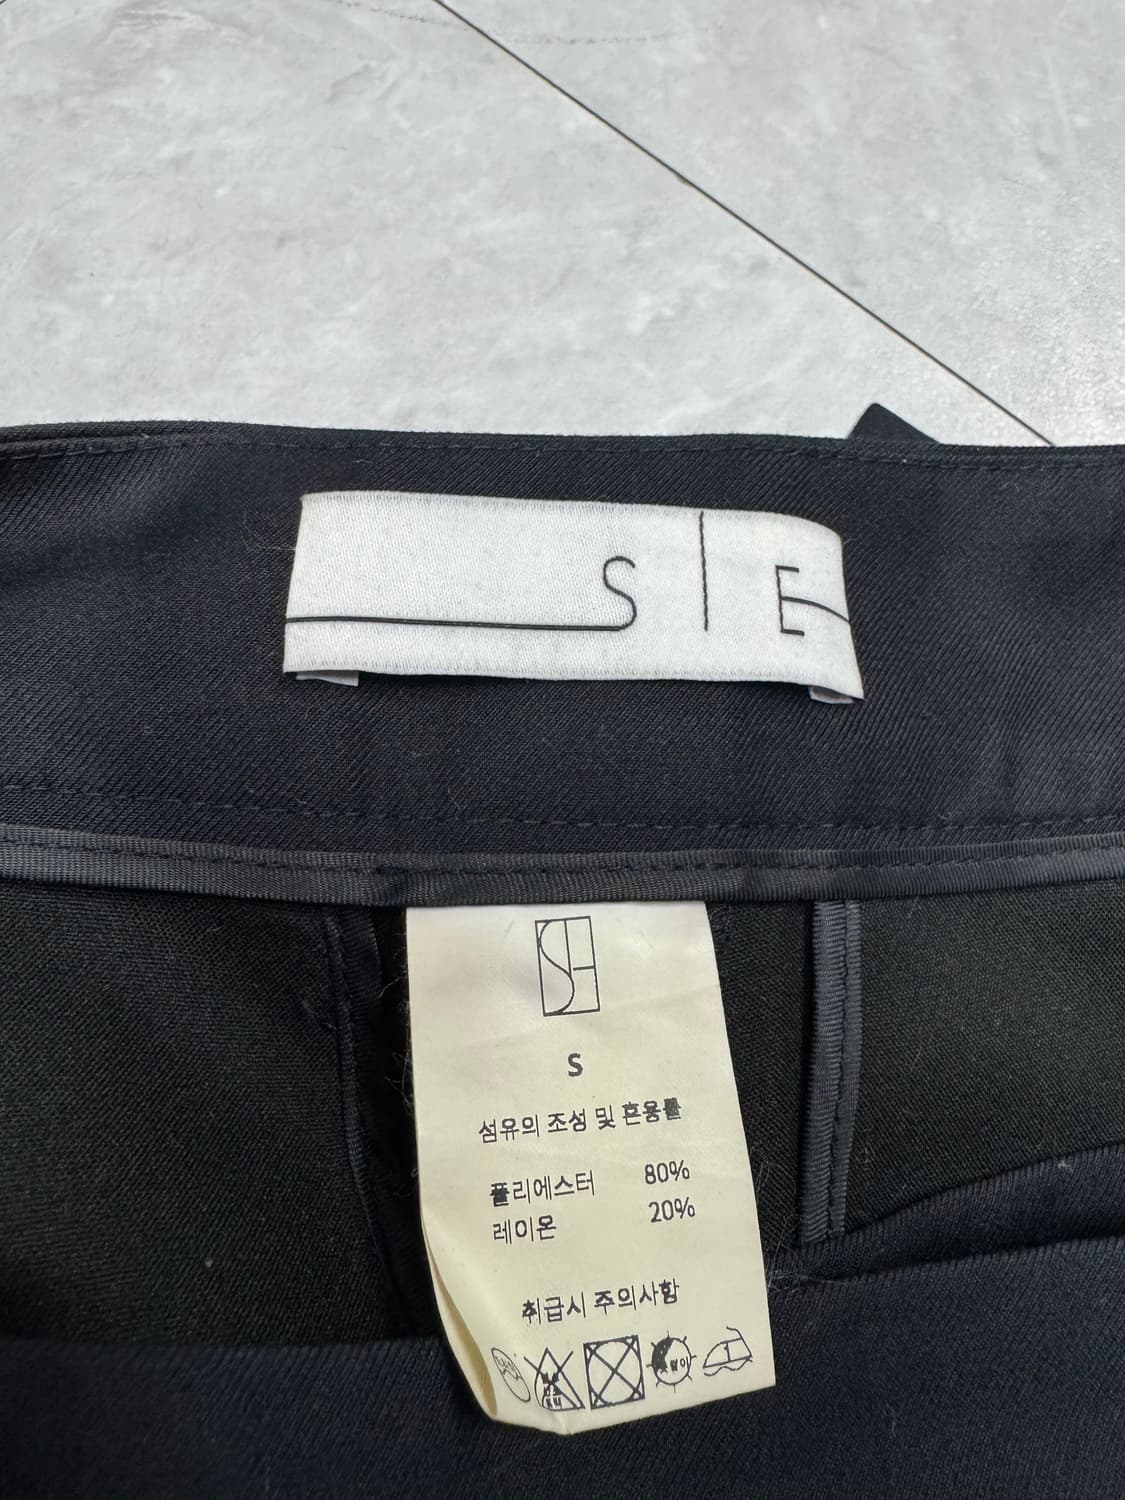 S | E
SE
S
섬유의 조성 및 혼용률
폴리에스터 80%
레이온 20%
취급시 주의사항